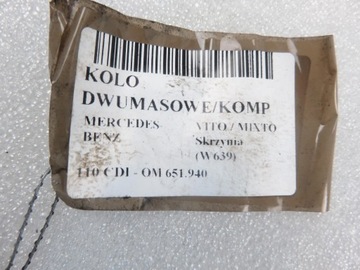 KOLO
DWUMASOWE/KOMP
MERCEDES- VITO / MIXTO
BENZ Skrzynia
(W639)
110 CDI - OM 651.940